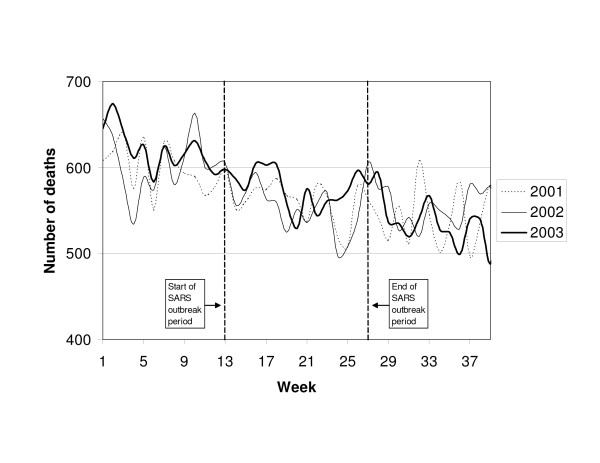 700
600
500
400
Number of deaths
Start of
SARS
outbreak
period
End of
SARS
outbreak
period
2001
2002
2003
1 5 9 13 17 21 25 29 33 37
Week